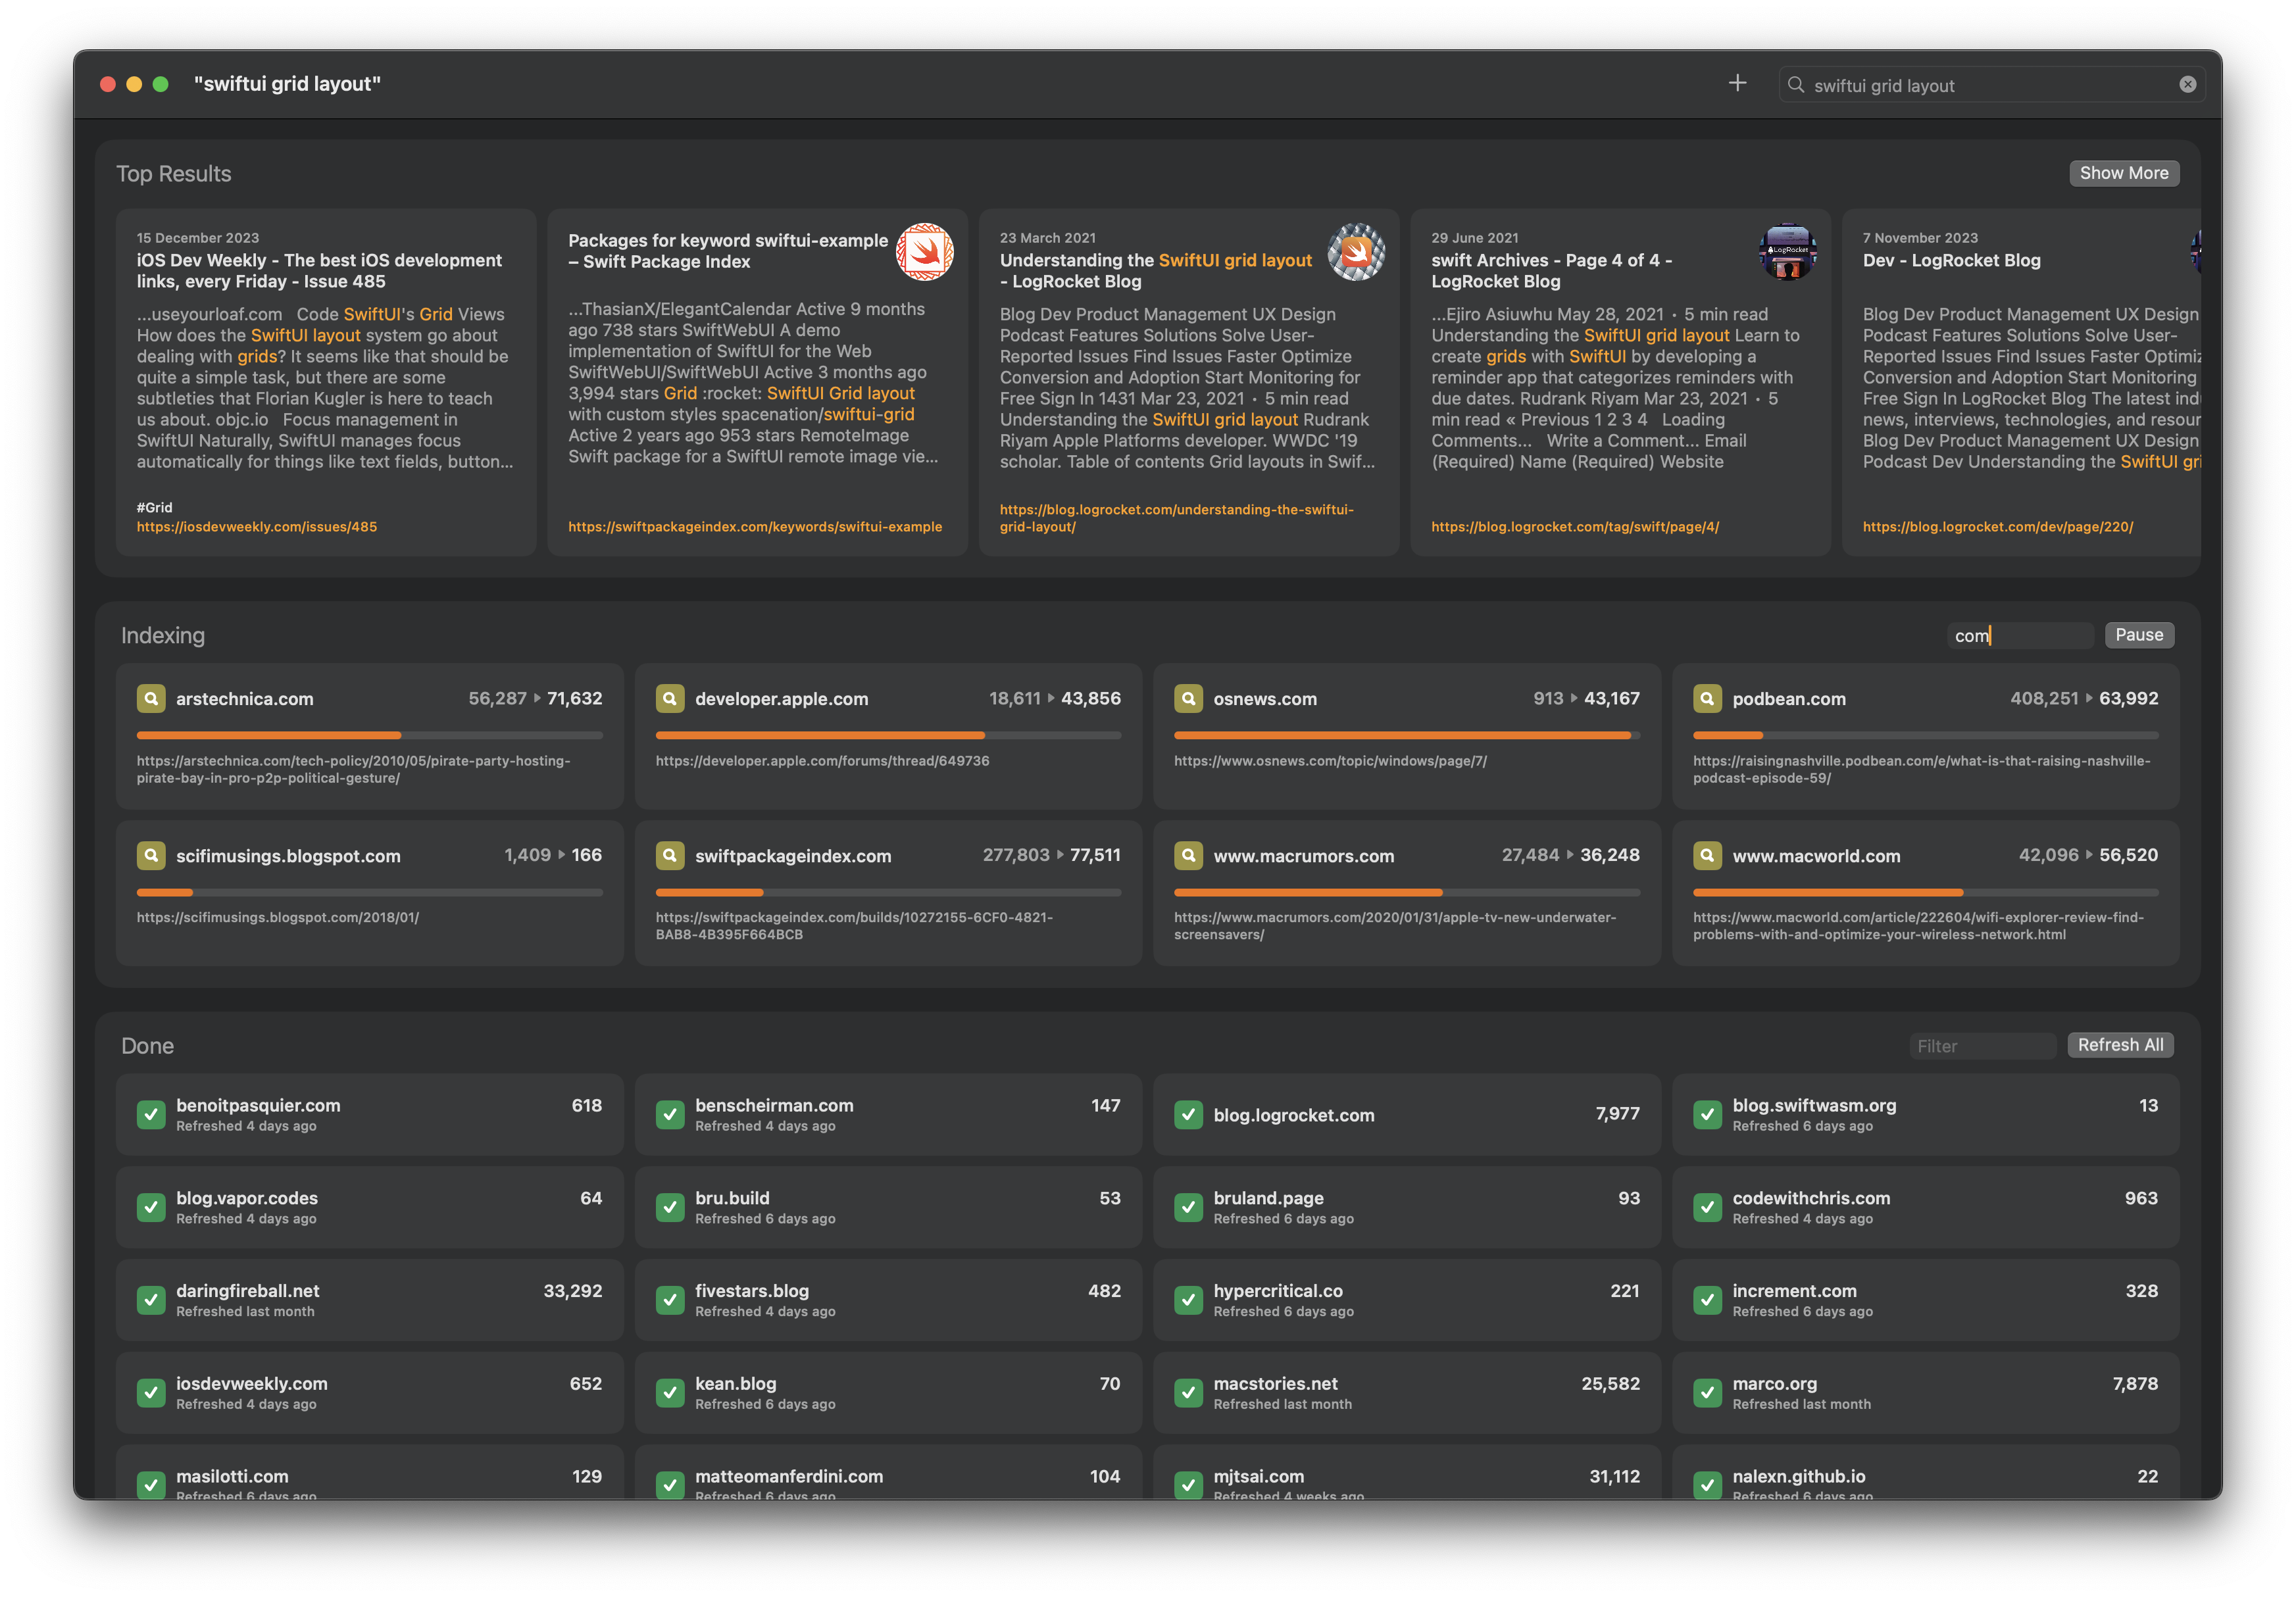 "swiftui grid layout"
swiftui grid layout
Top Results
Show More
15 December 2023
iOS Dev Weekly - The best iOS development
links, every Friday - Issue 485
...useyourloaf.com Code SwiftUI's Grid Views
How does the SwiftUI layout system go about
dealing with grids? It seems like that should be
quite a simple task, but there are some
subtleties that Florian Kugler is here to teach
us about. objc.io Focus management in
SwiftUI Naturally, SwiftUI manages focus
automatically for things like text fields, button...
#Grid
https://iosdevweekly.com/issues/485
Packages for keyword swiftui-example
– Swift Package Index
...ThasianX/ElegantCalendar Active 9 months
ago 738 stars SwiftWebUI A demo
implementation of SwiftUI for the Web
SwiftWebUI/SwiftWebUI Active 3 months ago
3,994 stars Grid :rocket: SwiftUI Grid layout
with custom styles spacenation/swiftui-grid
Active 2 years ago 953 stars RemoteImage
Swift package for a SwiftUI remote image vie...
https://swiftpackageindex.com/keywords/swiftui-example
23 March 2021
Understanding the SwiftUI grid layout
- LogRocket Blog
Blog Dev Product Management UX Design
Podcast Features Solutions Solve User-
Reported Issues Find Issues Faster Optimize
Conversion and Adoption Start Monitoring for
Free Sign In 1431 Mar 23, 2021 • 5 min read
Understanding the SwiftUI grid layout Rudrank
Riyam Apple Platforms developer. WWDC '19
scholar. Table of contents Grid layouts in Swif...
https://blog.logrocket.com/understanding-the-swiftui-
grid-layout/
29 June 2021
swift Archives - Page 4 of 4 -
LogRocket Blog
LogRocket
...Ejiro Asiuwhu May 28, 2021 • 5 min read
Understanding the SwiftUI grid layout Learn to
create grids with SwiftUI by developing a
reminder app that categorizes reminders with
due dates. Rudrank Riyam Mar 23, 2021 • 5
min read « Previous 1 2 3 4 Loading
Comments... Write a Comment... Email
(Required) Name (Required) Website
https://blog.logrocket.com/tag/swift/page/4/
7 November 2023
Dev - LogRocket Blog
Blog Dev Product Management UX Design
Podcast Features Solutions Solve User-
Reported Issues Find Issues Faster Optimiz
Conversion and Adoption Start Monitoring
Free Sign In LogRocket Blog The latest ind
news, interviews, technologies, and resour
Blog Dev Product Management UX Design
Podcast Dev Understanding the SwiftUI gri
https://blog.logrocket.com/dev/page/220/
Indexing
com
Pause
arstechnica.com 56,287 ▸ 71,632
https://arstechnica.com/tech-policy/2010/05/pirate-party-hosting-
pirate-bay-in-pro-p2p-political-gesture/
developer.apple.com 18,611 ▸ 43,856
https://developer.apple.com/forums/thread/649736
osnews.com 913 ▸ 43,167
https://www.osnews.com/topic/windows/page/7/
podbean.com 408,251 ▸ 63,992
https://raisingnashville.podbean.com/e/what-is-that-raising-nashville-
podcast-episode-59/
scifimusings.blogspot.com 1,409 ▸ 166
https://scifimusings.blogspot.com/2018/01/
swiftpackageindex.com 277,803 ▸ 77,511
https://swiftpackageindex.com/builds/10272155-6CF0-4821-
BAB8-4B395F664BCB
www.macrumors.com 27,484 ▸ 36,248
https://www.macrumors.com/2020/01/31/apple-tv-new-underwater-
screensavers/
www.macworld.com 42,096 ▸ 56,520
https://www.macworld.com/article/222604/wifi-explorer-review-find-
problems-with-and-optimize-your-wireless-network.html
Done
Filter
Refresh All
benoitpasquier.com 618
Refreshed 4 days ago
benscheirman.com 147
Refreshed 4 days ago
blog.logrocket.com 7,977
blog.swiftwasm.org 13
Refreshed 6 days ago
blog.vapor.codes 64
Refreshed 4 days ago
bru.build 53
Refreshed 6 days ago
bruland.page 93
Refreshed 6 days ago
codewithchris.com 963
Refreshed 4 days ago
daringfireball.net 33,292
Refreshed last month
fivestars.blog 482
Refreshed 4 days ago
hypercritical.co 221
Refreshed 6 days ago
increment.com 328
Refreshed 6 days ago
iosdevweekly.com 652
Refreshed 4 days ago
kean.blog 70
Refreshed 6 days ago
macstories.net 25,582
Refreshed last month
marco.org 7,878
Refreshed last month
masilotti.com 129
Refreshed 6 days ago
matteomanferdini.com 104
Refreshed 6 days ago
mjtsai.com 31,112
Refreshed 4 weeks ago
nalexn.github.io 22
Refreshed 6 days ago